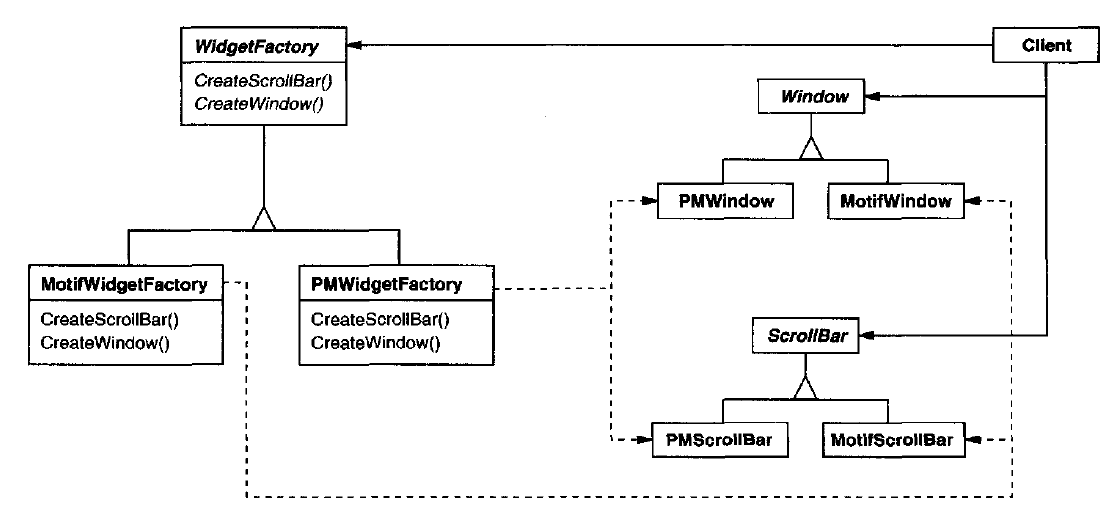 WidgetFactory
CreateScrollBar()
CreateWindow()
Client
Window
PMWindow
MotifWindow
MotifWidgetFactory
CreateScrollBar()
CreateWindow()
PMWidgetFactory
CreateScrollBar()
CreateWindow()
ScrollBar
PMScrollBar
MotifScrollBar